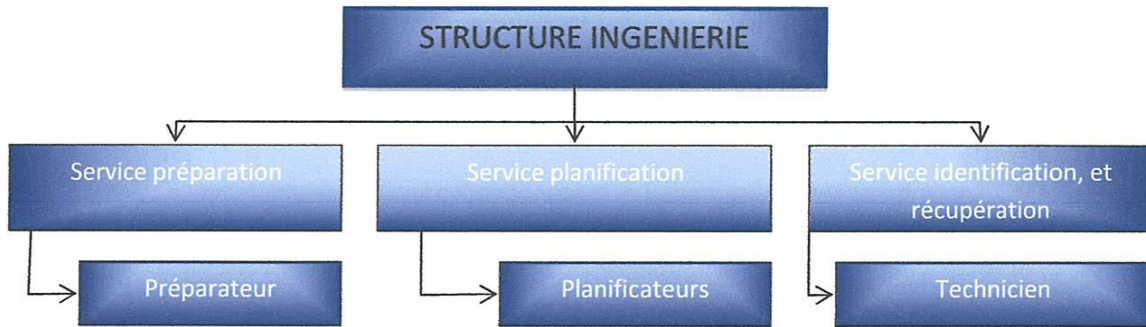 STRUCTURE INGENIERIE
Service préparation
Service planification
Service identification, et
récupération
Préparateur
Planificateurs
Technicien